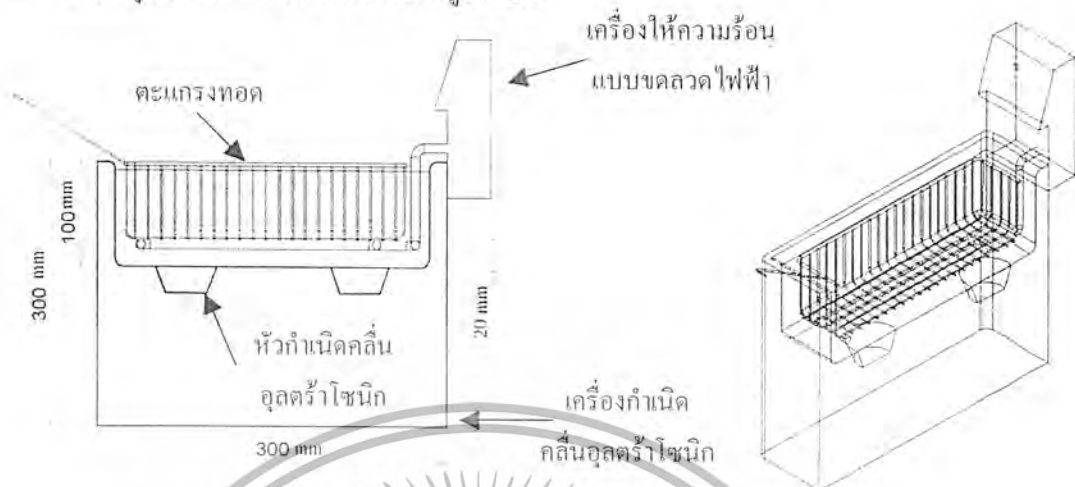 เครื่องให้ความร้อน
แบบขดลวดไฟฟ้า
ตะแกรงทอด
100 mm
300 mm
20 mm
หัวกำเนิดคลื่น
อุลตร้าโซนิก
เครื่องกำเนิด
คลื่นอุลตร้าโซนิก
300 mm